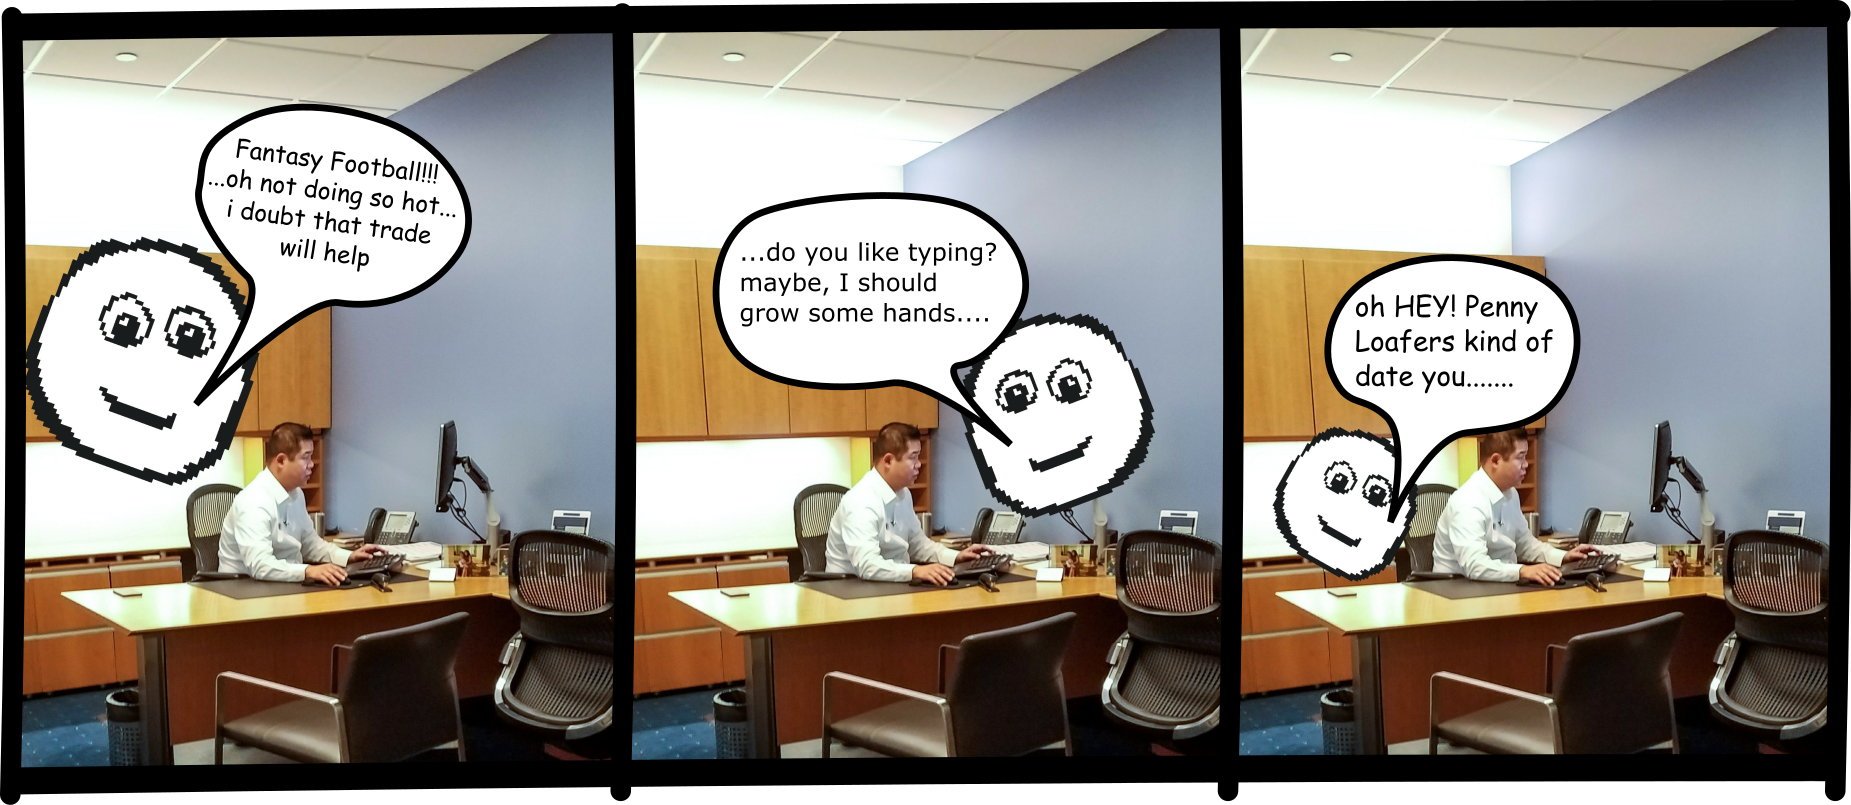 Fantasy Football!!!
...oh not doing so hot...
i doubt that trade
will help
...do you like typing?
maybe, I should
grow some hands....
oh HEY! Penny
Loafers kind of
date you.......